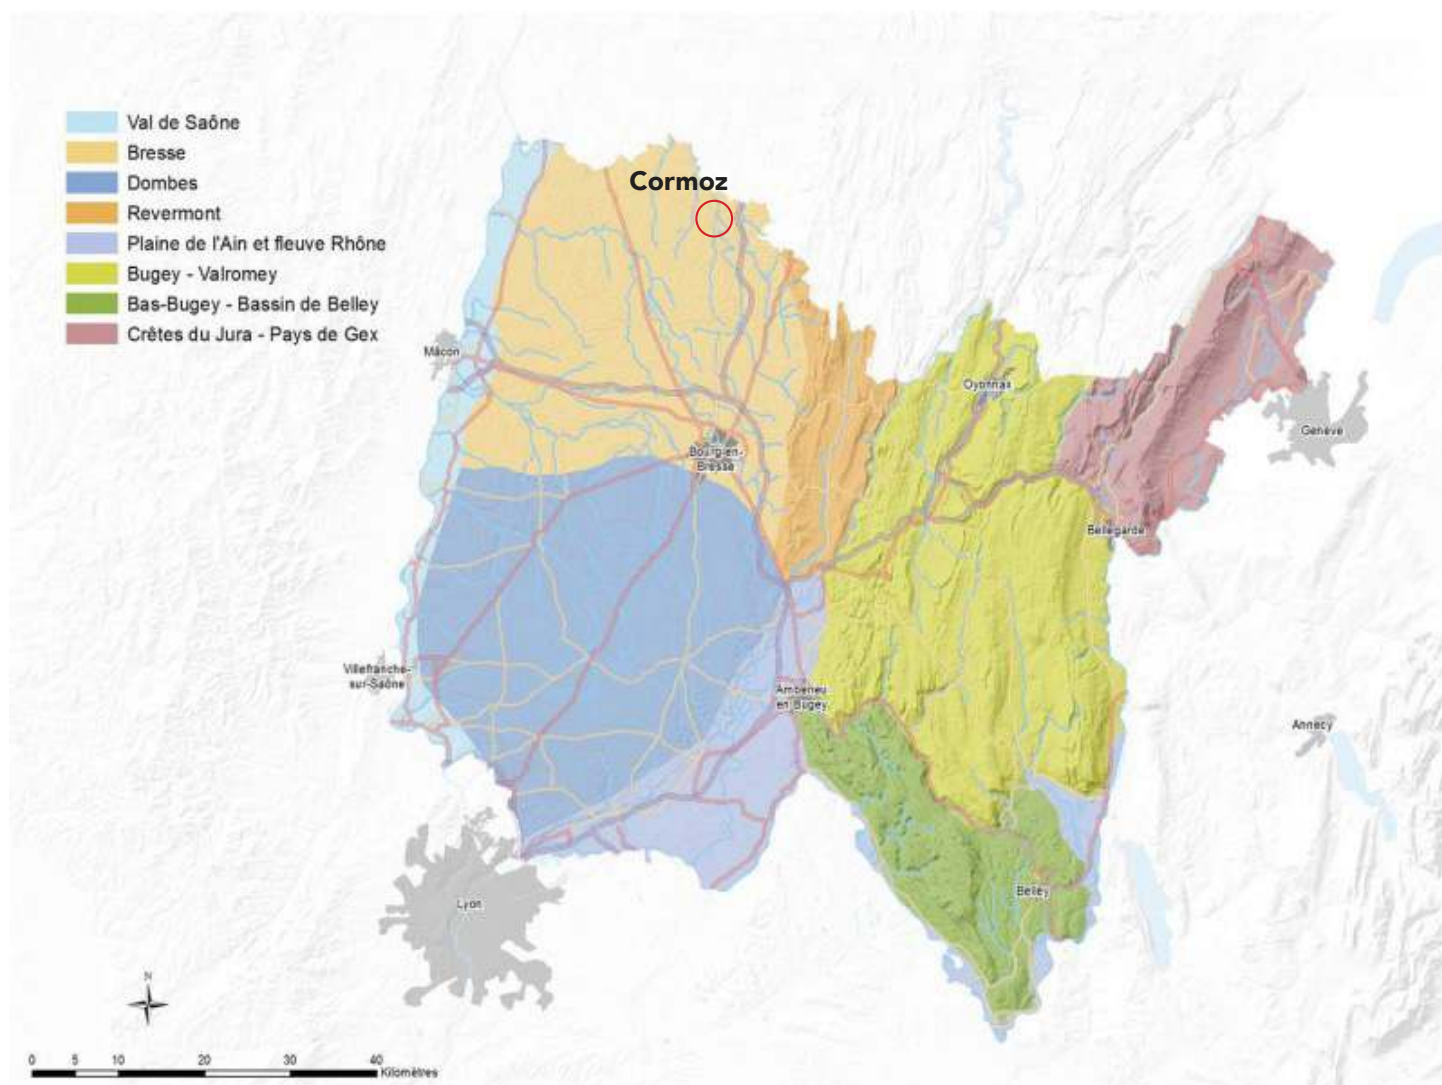 Val de Saône
Bresse
Dombes
Revermont
Plaine de l'Ain et fleuve Rhône
Bugey - Valromey
Bas-Bugey - Bassin de Belley
Crêtes du Jura - Pays de Gex
Cormoz
Mâcon
Oyonnax
Genève
Bourg-en-
Bresse
Bellegarde
Villefranche-
sur-Saône
Ambérieu
en Bugey
Annecy
Belley
Lyon
N
0 5 10 20 30 40
Kilomètres